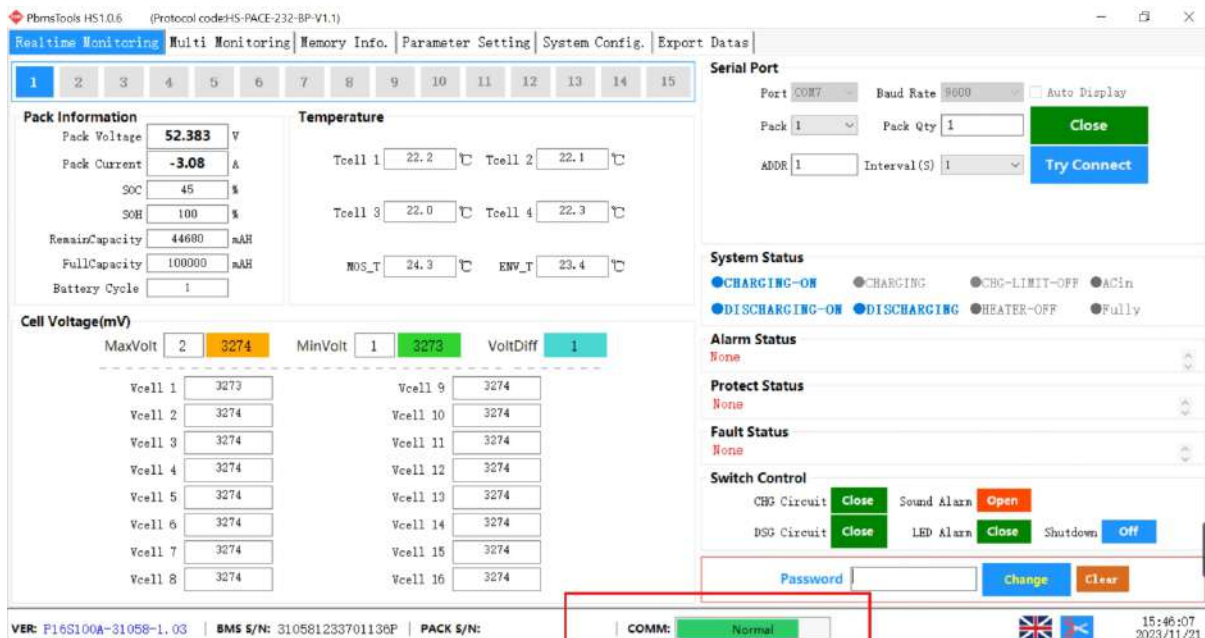 PbmsTools HS1.0.6 (Protocol code:HS-PACE-232-BP-V1.1)
Realtime Monitoring Multi Monitoring Memory Info. Parameter Setting System Config. Export Datas
1 2 3 4 5 6 7 8 9 10 11 12 13 14 15
Pack Information
Pack Voltage 52.383 V
Pack Current -3.08 A
SOC 45 %
SOH 100 %
RemainCapacity 44680 mAH
FullCapacity 100000 mAH
Battery Cycle 1
Temperature
Tcell 1 22.2 ℃ Tcell 2 22.1 ℃
Tcell 3 22.0 ℃ Tcell 4 22.3 ℃
MOS_T 24.3 ℃ ENV_T 23.4 ℃
Cell Voltage(mV)
MaxVolt 2 3274 MinVolt 1 3273 VoltDiff 1
Vcell 1 3273 Vcell 9 3274
Vcell 2 3274 Vcell 10 3274
Vcell 3 3274 Vcell 11 3274
Vcell 4 3274 Vcell 12 3274
Vcell 5 3274 Vcell 13 3274
Vcell 6 3274 Vcell 14 3274
Vcell 7 3274 Vcell 15 3274
Vcell 8 3274 Vcell 16 3274
Serial Port
Port COM7 Baud Rate 9600 Auto Display
Pack 1 Pack Qty 1 Close
ADDR 1 Interval(S) 1 Try Connect
System Status
CHARGING-ON CHARGING CHG-LIMIT-OFF ACin
DISCHARGING-ON DISCHARGING HEATER-OFF Fully
Alarm Status
None
Protect Status
None
Fault Status
None
Switch Control
CHG Circuit Close Sound Alarm Open
DSG Circuit Close LED Alarm Close Shutdown Off
Password Change Clear
VER: P16S100A-31058-1.03 | BMS S/N: 310581233701136P | PACK S/N: | COMM: Normal
15:46:07
2023/11/21